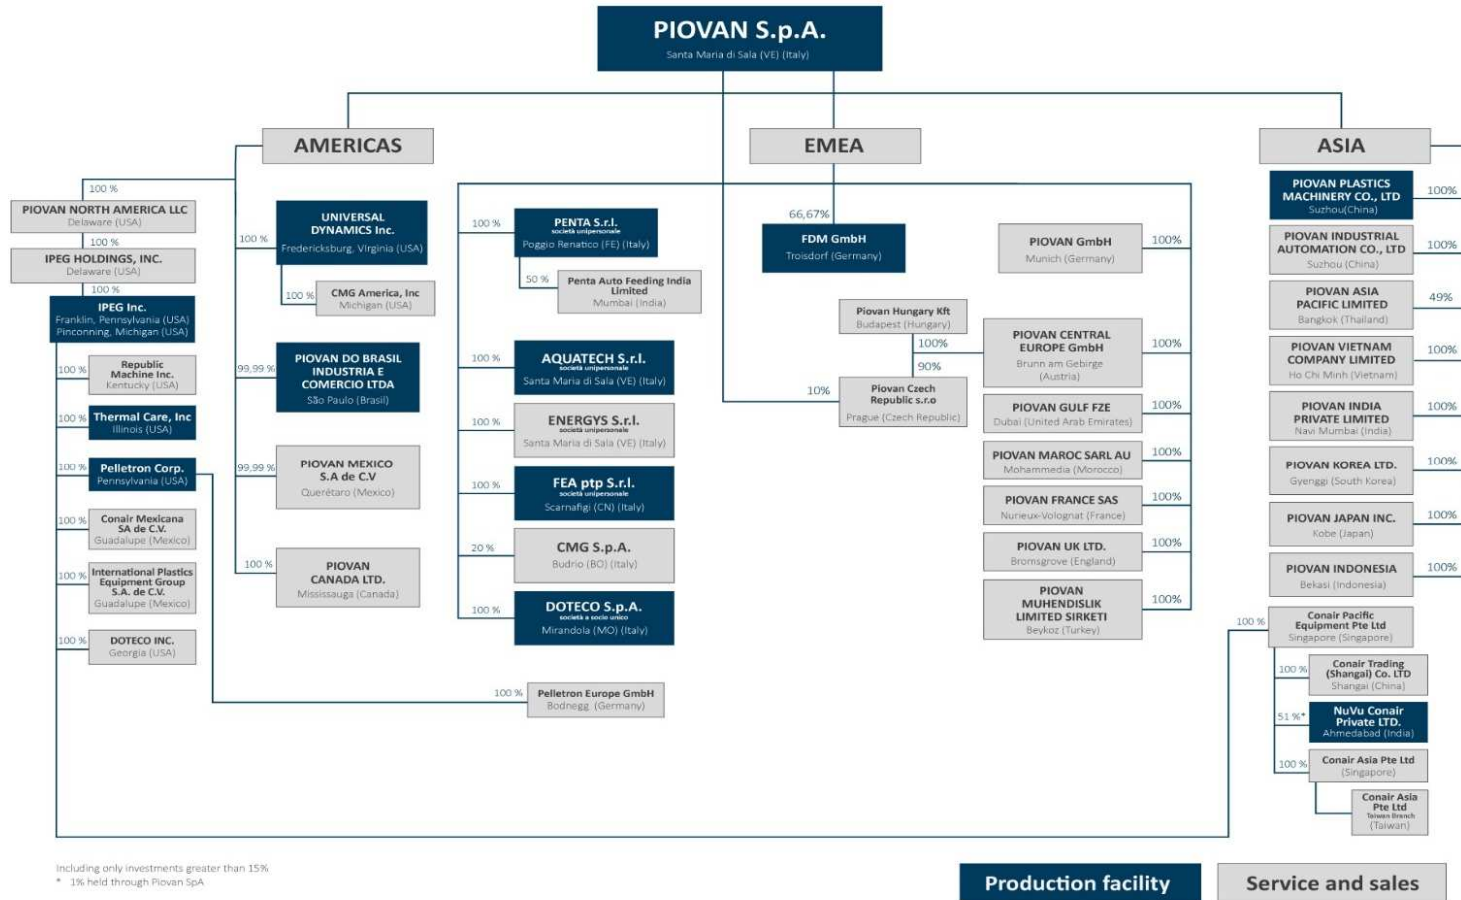 PIOVAN S.p.A.
Santa Maria di Sala (VE) (Italy)
AMERICAS
EMEA
ASIA
100 %
PIOVAN NORTH AMERICA LLC
Delaware (USA)
100 %
IPEG HOLDINGS, INC.
Delaware (USA)
100 %
IPEG Inc.
Franklin, Pennsylvania (USA)
Pinconning, Michigan (USA)
100 %
Republic
Machine Inc.
Kentucky (USA)
100 %
Thermal Care, Inc
Illinois (USA)
100 %
Pelletron Corp.
Pennsylvania (USA)
100 %
Conair Mexicana
SA de C.V.
Guadalupe (Mexico)
100 %
International Plastics
Equipment Group
S.A. de C.V.
Guadalupe (Mexico)
100 %
DOTECO INC.
Georgia (USA)
100 %
UNIVERSAL
DYNAMICS Inc.
Fredericksburg, VIrginia (USA)
100 %
CMG America, Inc
Michigan (USA)
99,99 %
PIOVAN DO BRASIL
INDUSTRIA E
COMERCIO LTDA
São Paulo (Brasil)
99,99 %
PIOVAN MEXICO
S.A de C.V
Querétaro (Mexico)
100 %
PIOVAN
CANADA LTD.
Mississauga (Canada)
100 %
PENTA S.r.l.
società unipersonale
Poggio Renatico (FE) (Italy)
50 %
Penta Auto Feeding India
Limited
Mumbai (India)
100 %
AQUATECH S.r.l.
società unipersonale
Santa Maria di Sala (VE) (Italy)
100 %
ENERGYS S.r.l.
società unipersonale
Santa Maria di Sala (VE) (Italy)
100 %
FEA ptp S.r.l.
società unipersonale
Scarnafigi (CN) (Italy)
20 %
CMG S.p.A.
Budrio (BO) (Italy)
100 %
DOTECO S.p.A.
società a socio unico
Mirandola (MO) (Italy)
100 %
Pelletron Europe GmbH
Bodnegg (Germany)
66,67%
FDM GmbH
Troisdorf (Germany)
PIOVAN GmbH
Munich (Germany)
100%
Piovan Hungary Kft
Budapest (Hungary)
100%
90%
10%
Piovan Czech
Republic s.r.o
Prague (Czech Republic)
PIOVAN CENTRAL
EUROPE GmbH
Brunn am Gebirge
(Austria)
100%
PIOVAN GULF FZE
Dubai (United Arab Emirates)
100%
PIOVAN MAROC SARL AU
Mohammedia (Morocco)
100%
PIOVAN FRANCE SAS
Nurieux-Volognat (France)
100%
PIOVAN UK LTD.
Bromsgrove (England)
100%
PIOVAN
MUHENDISLIK
LIMITED SIRKETI
Beykoz (Turkey)
100%
PIOVAN PLASTICS
MACHINERY CO., LTD
Suzhou(China)
100%
PIOVAN INDUSTRIAL
AUTOMATION CO., LTD
Suzhou (China)
100%
PIOVAN ASIA
PACIFIC LIMITED
Bangkok (Thailand)
49%
PIOVAN VIETNAM
COMPANY LIMITED
Ho Chi Minh (Vietnam)
100%
PIOVAN INDIA
PRIVATE LIMITED
Navi Mumbai (India)
100%
PIOVAN KOREA LTD.
Gyenggi (South Korea)
100%
PIOVAN JAPAN INC.
Kobe (Japan)
100%
PIOVAN INDONESIA
Bekasi (Indonesia)
100%
100 %
Conair Pacific
Equipment Pte Ltd
Singapore (Singapore)
100 %
Conair Trading
(Shangai) Co. LTD
Shangai (China)
51 %*
NuVu Conair
Private LTD.
Ahmedabad (India)
100 %
Conair Asia Pte Ltd
(Singapore)
Conair Asia
Pte Ltd
Taiwan Branch
(Taiwan)
Including only investments greater than 15%
* 1% held through Piovan SpA
Production facility
Service and sales